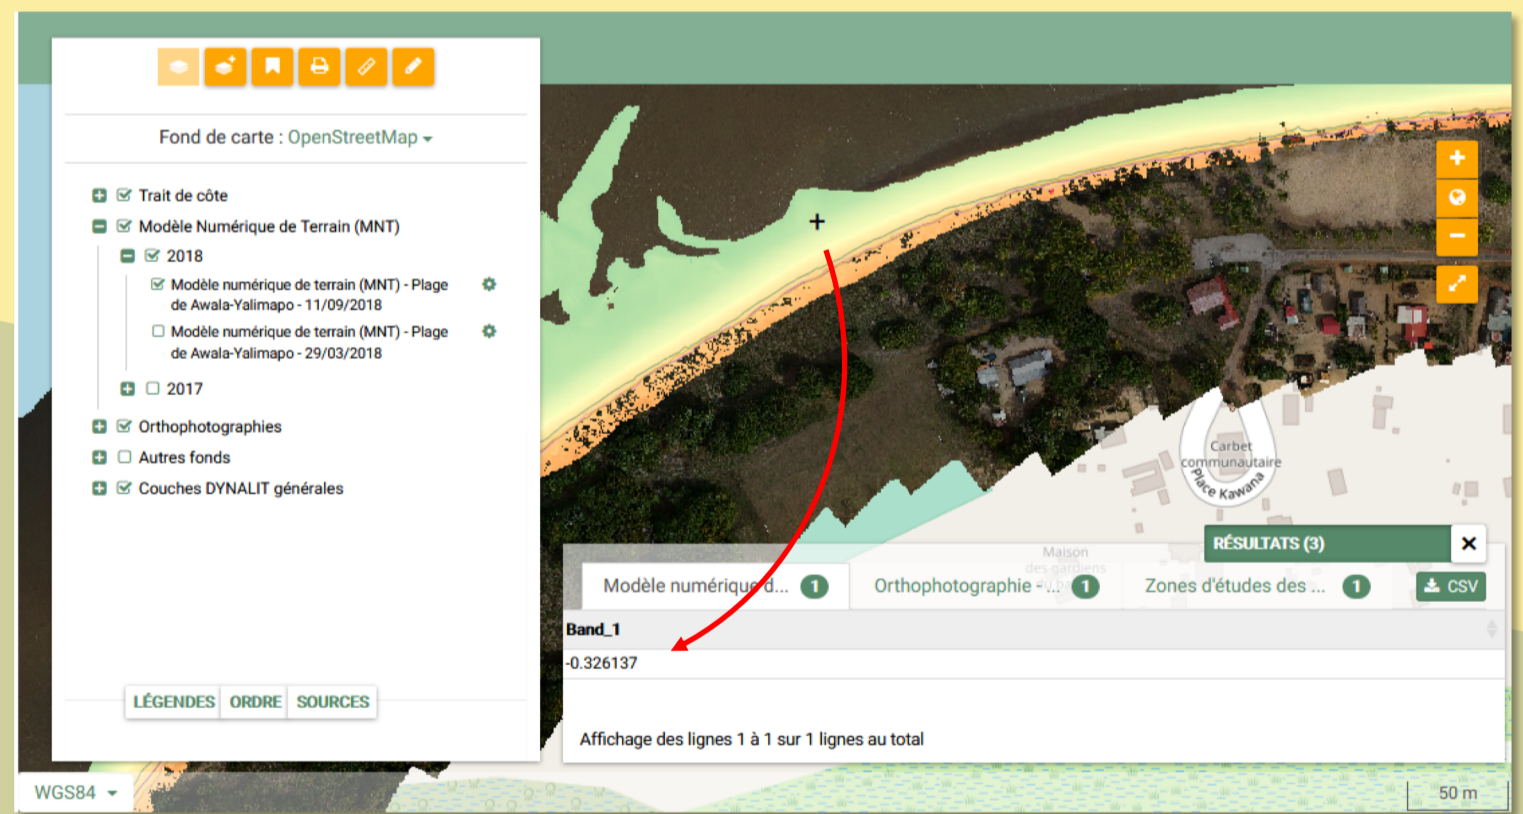 Fond de carte : OpenStreetMap
Trait de côte
Modèle Numérique de Terrain (MNT)
2018
Modèle numérique de terrain (MNT) - Plage
de Awala-Yalimapo - 11/09/2018
Modèle numérique de terrain (MNT) - Plage
de Awala-Yalimapo - 29/03/2018
2017
Orthophotographies
Autres fonds
Couches DYNALIT générales
LÉGENDES ORDRE SOURCES
WGS84
Carbet
communautaire
Place Kawana
Maison
des gardiens
RÉSULTATS (3)
Modèle numérique d... 1
Orthophotographie - ... 1
Zones d'études des ... 1
CSV
Band_1
-0.326137
Affichage des lignes 1 à 1 sur 1 lignes au total
50 m